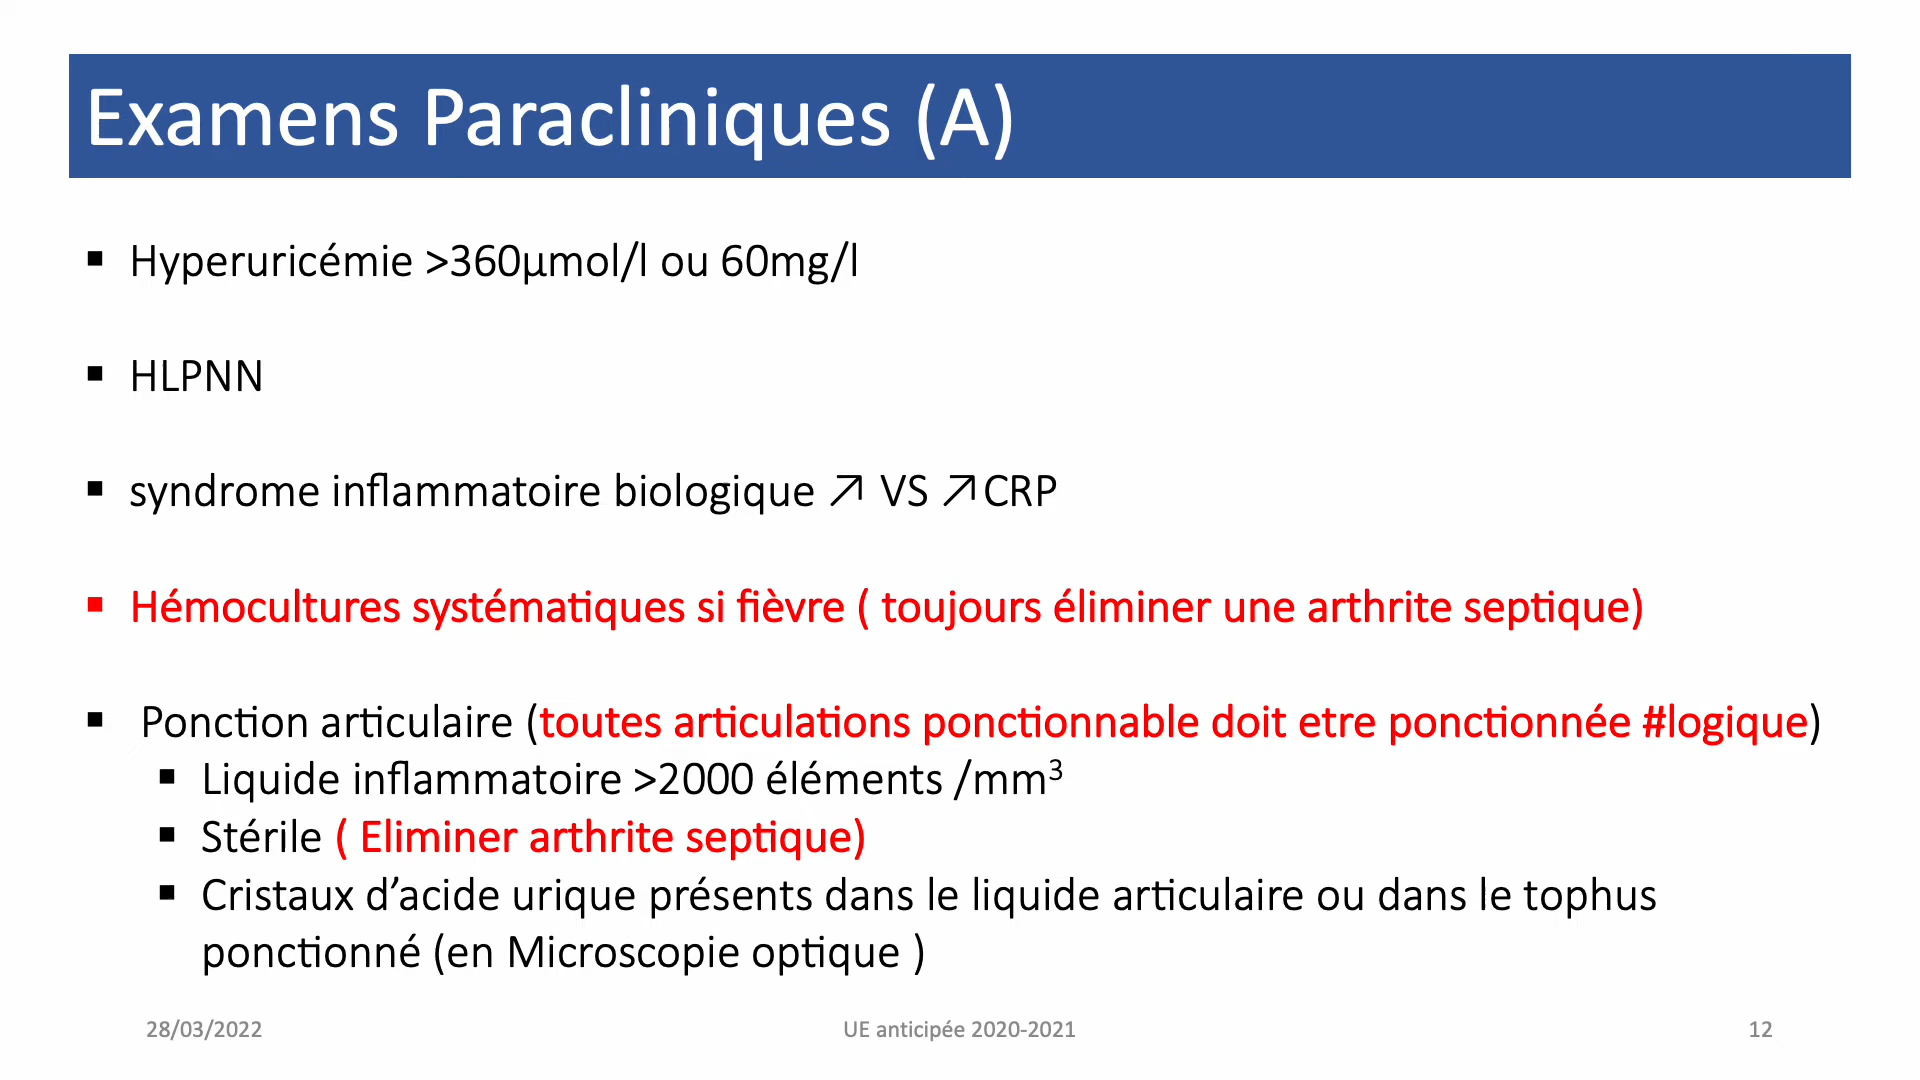 Examens Paracliniques (A)
▪ Hyperuricémie >360µmol/l ou 60mg/l
▪ HLPNN
▪ syndrome inflammatoire biologique ↗ VS ↗CRP
▪ Hémocultures systématiques si fièvre ( toujours éliminer une arthrite septique)
▪ Ponction articulaire (toutes articulations ponctionnable doit etre ponctionnée #logique)
▪ Liquide inflammatoire >2000 éléments /mm³
▪ Stérile ( Eliminer arthrite septique)
▪ Cristaux d’acide urique présents dans le liquide articulaire ou dans le tophus
ponctionné (en Microscopie optique )
28/03/2022 UE anticipée 2020-2021 12